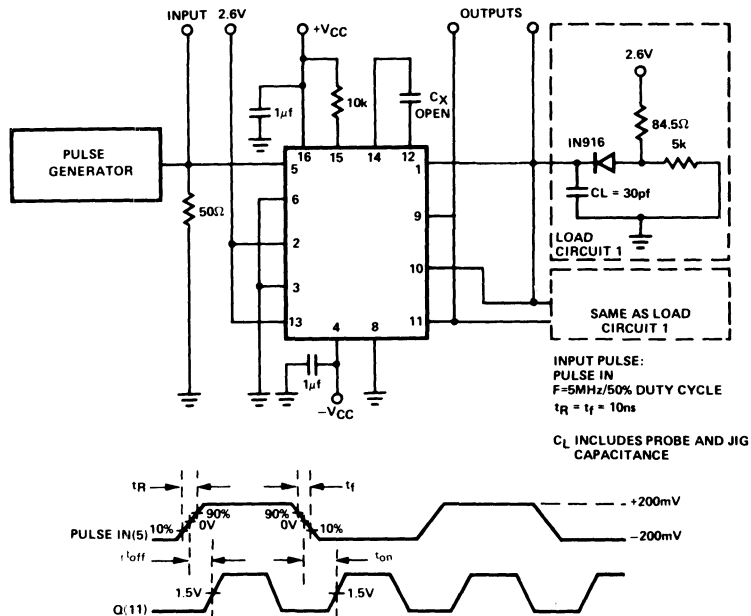 INPUT 2.6V
+VCC
OUTPUTS
2.6V
1µf
10k
CX
OPEN
84.5Ω
IN916
5k
PULSE
GENERATOR
16 15 14 12
5
1
50Ω
6
CL = 30pf
2
9
LOAD
CIRCUIT 1
3
10
13
4 8
11
SAME AS LOAD
CIRCUIT 1
1µf
-VCC
INPUT PULSE:
PULSE IN
F=5MHz/50% DUTY CYCLE
tR = tf = 10ns
CL INCLUDES PROBE AND JIG
CAPACITANCE
tR
tf
90%
0V
90%
0V
+200mV
PULSE IN(5)
10%
10%
-200mV
toff
ton
1.5V
1.5V
Q(11)